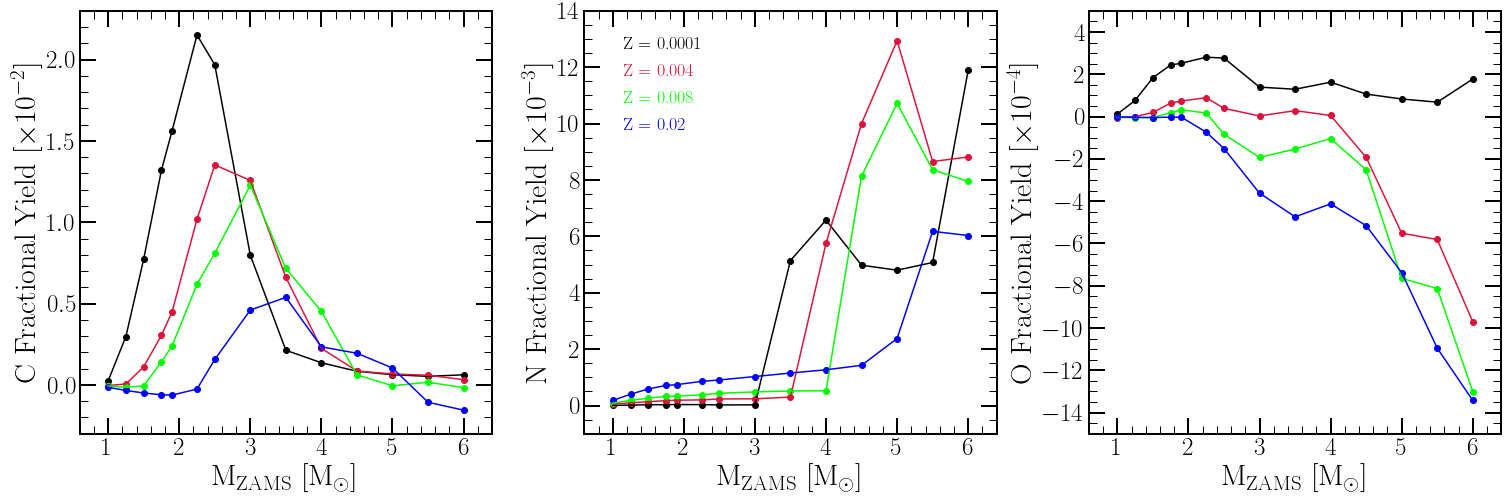 C Fractional Yield [×10⁻²]
2.0
1.5
1.0
0.5
0.0
1 2 3 4 5 6
M_ZAMS [M_⊙]
N Fractional Yield [×10⁻³]
14
12
10
8
6
4
2
0
Z = 0.0001
Z = 0.004
Z = 0.008
Z = 0.02
1 2 3 4 5 6
M_ZAMS [M_⊙]
O Fractional Yield [×10⁻⁴]
4
2
0
−2
−4
−6
−8
−10
−12
−14
1 2 3 4 5 6
M_ZAMS [M_⊙]